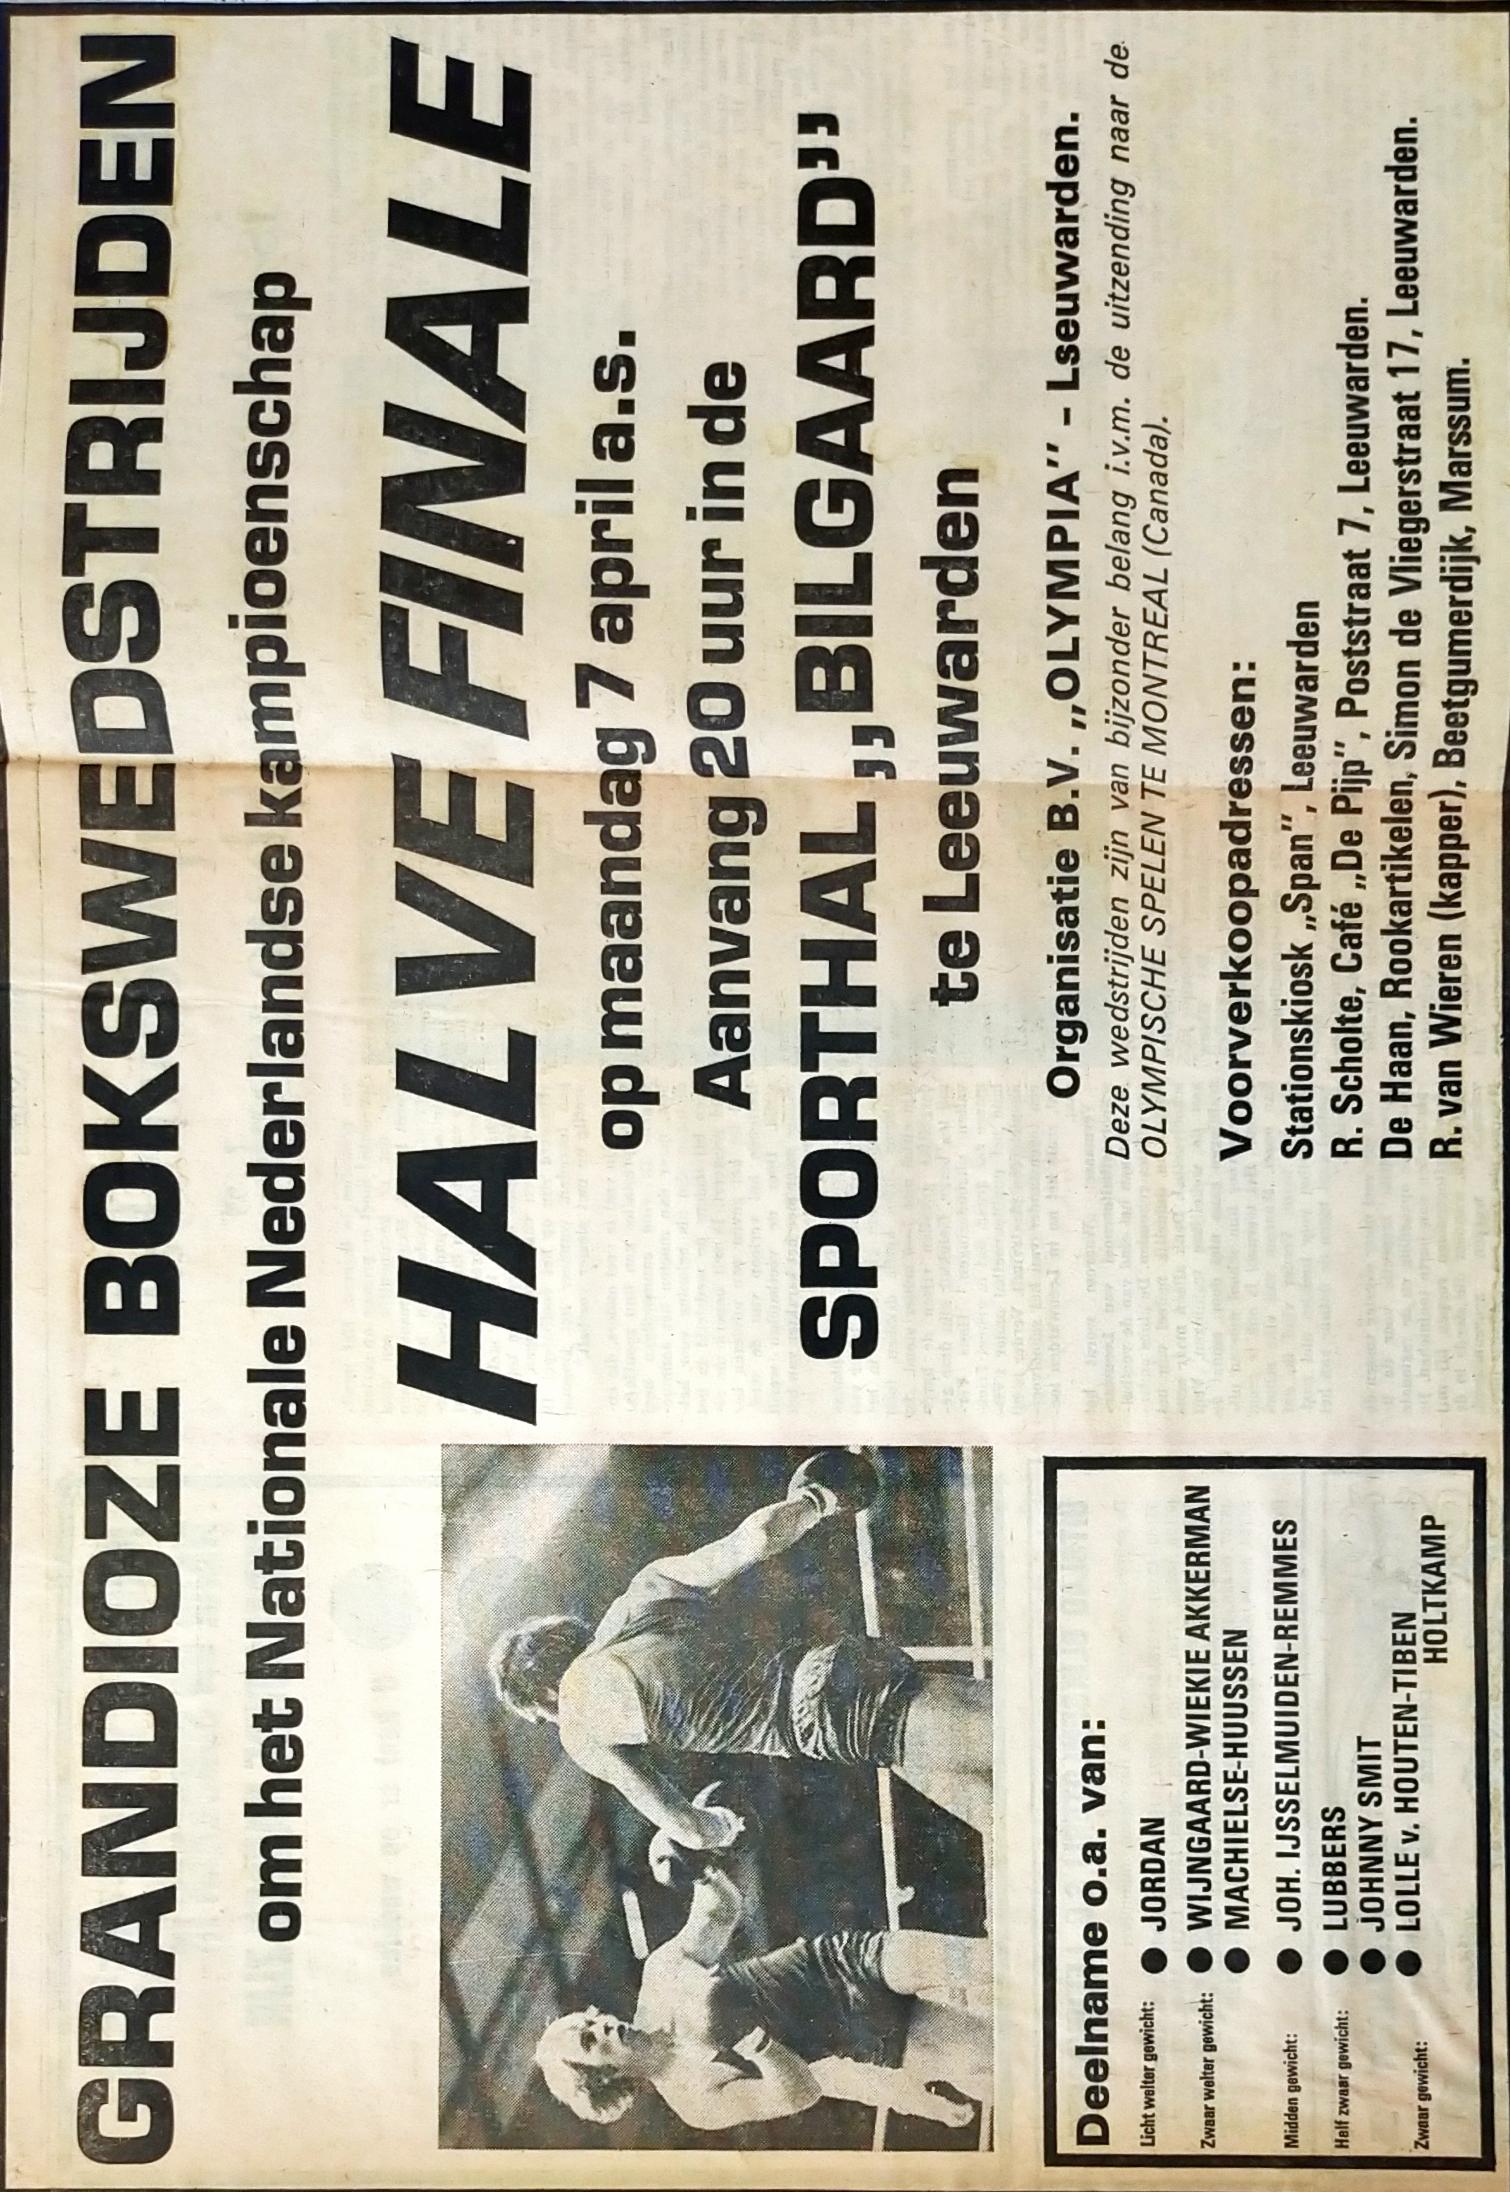 GRANDIOZE BOKSWEDSTRIJDEN
om het Nationale Nederlandse kampioenschap
HALVE FINALE
op maandag 7 april a.s.
Aanvang 20 uur in de
SPORTHAL „BILGAARD”
te Leeuwarden
Organisatie B.V. „OLYMPIA” - Lseuwarden.
Deze wedstrijden zijn van bijzonder belang i.v.m. de uitzending naar de
OLYMPISCHE SPELEN TE MONTREAL (Canada).
Voorverkoopadressen:
Stationskiosk „Span”, Leeuwarden
R. Scholte, Café „De Pijp”, Poststraat 7, Leeuwarden.
De Haan, Rookartikelen, Simon de Vliegerstraat 17, Leeuwarden.
R. van Wieren (kapper), Beetgumerdijk, Marssum.
Deelname o.a. van:
Licht welter gewicht: ● JORDAN
Zwaar welter gewicht: ● WIJNGAARD-WIEKIE AKKERMAN
● MACHIELSE-HUUSSEN
Midden gewicht: ● JOH. IJSSELMUIDEN-REMMES
Half zwaar gewicht: ● LUBBERS
● JOHNNY SMIT
Zwaar gewicht: ● LOLLE v. HOUTEN-TIBEN
HOLTKAMP